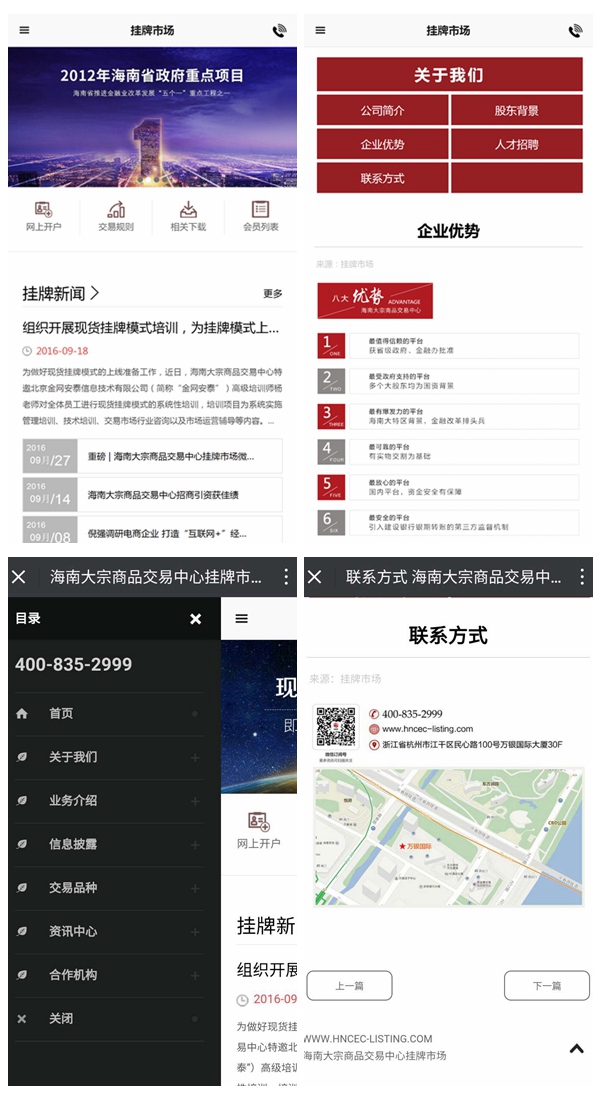 挂牌市场
2012年海南省政府重点项目
海南省推进金融业改革发展“五个一”重点工程之一
1
网上开户
交易规则
相关下载
会员列表
挂牌新闻
更多
组织开展现货挂牌模式培训，为挂牌模式上...
2016-09-18
为做好现货挂牌模式的上线准备工作，近日，海南大宗商品交易中心特
邀北京金网安泰信息技术有限公司（简称“金网安泰”）高级培训师杨
老师对全体员工进行现货挂牌模式的系统性培训，培训项目为系统实施
管理培训、技术培训、交易市场行业咨询以及市场运营辅导等内容。...
2016
09月/27
重磅 | 海南大宗商品交易中心挂牌市场微...
2016
09月/14
海南大宗商品交易中心招商引资获佳绩
2016
09月/08
倪强调研电商企业 打造“互联网+”经...
挂牌市场
关于我们
公司简介
股东背景
企业优势
人才招聘
联系方式
企业优势
来源：挂牌市场
八大 优势 ADVANTAGE
海南大宗商品交易中心
1 ONE
最值得信赖的平台
获省级政府、金融办批准
2 TWO
最受政府支持的平台
多个大股东均为国资背景
3 THREE
最有爆发力的平台
海南大特区背景，金融改革排头兵
4 FOUR
最可靠的平台
有实物交割为基础
5 FIVE
最放心的平台
国内平台，资金安全有保障
6 SIX
最安全的平台
引入建设银行银期转账的第三方监督机制
海南大宗商品交易中心挂牌市...
目录
400-835-2999
首页
关于我们
业务介绍
信息披露
交易品种
资讯中心
合作机构
关闭
现
即
网上开户
挂牌新
组织开展
2016-09
为做好现货挂
易中心特邀北
泰”）高级培训
联系方式 海南大宗商品交易中...
联系方式
来源：挂牌市场
微信订阅号
400-835-2999
www.hncec-listing.com
浙江省杭州市江干区民心路100号万银国际大厦30F
万银国际
上一篇
下一篇
WWW.HNCEC-LISTING.COM
海南大宗商品交易中心挂牌市场